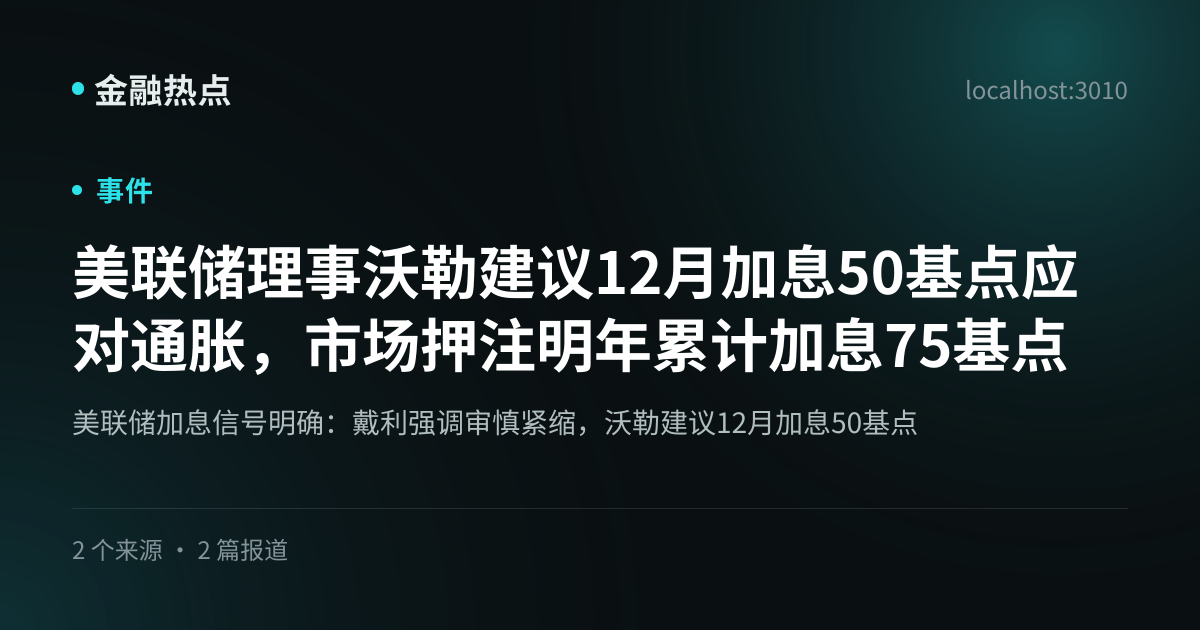 金融热点
localhost:3010
事件
美联储理事沃勒建议12月加息50基点应
对通胀，市场押注明年累计加息75基点
美联储加息信号明确：戴利强调审慎紧缩，沃勒建议12月加息50基点
2 个来源 · 2 篇报道